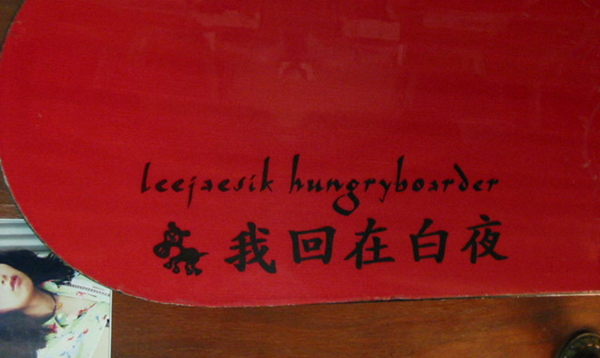 leejaesik hungryboarder
我回在白夜